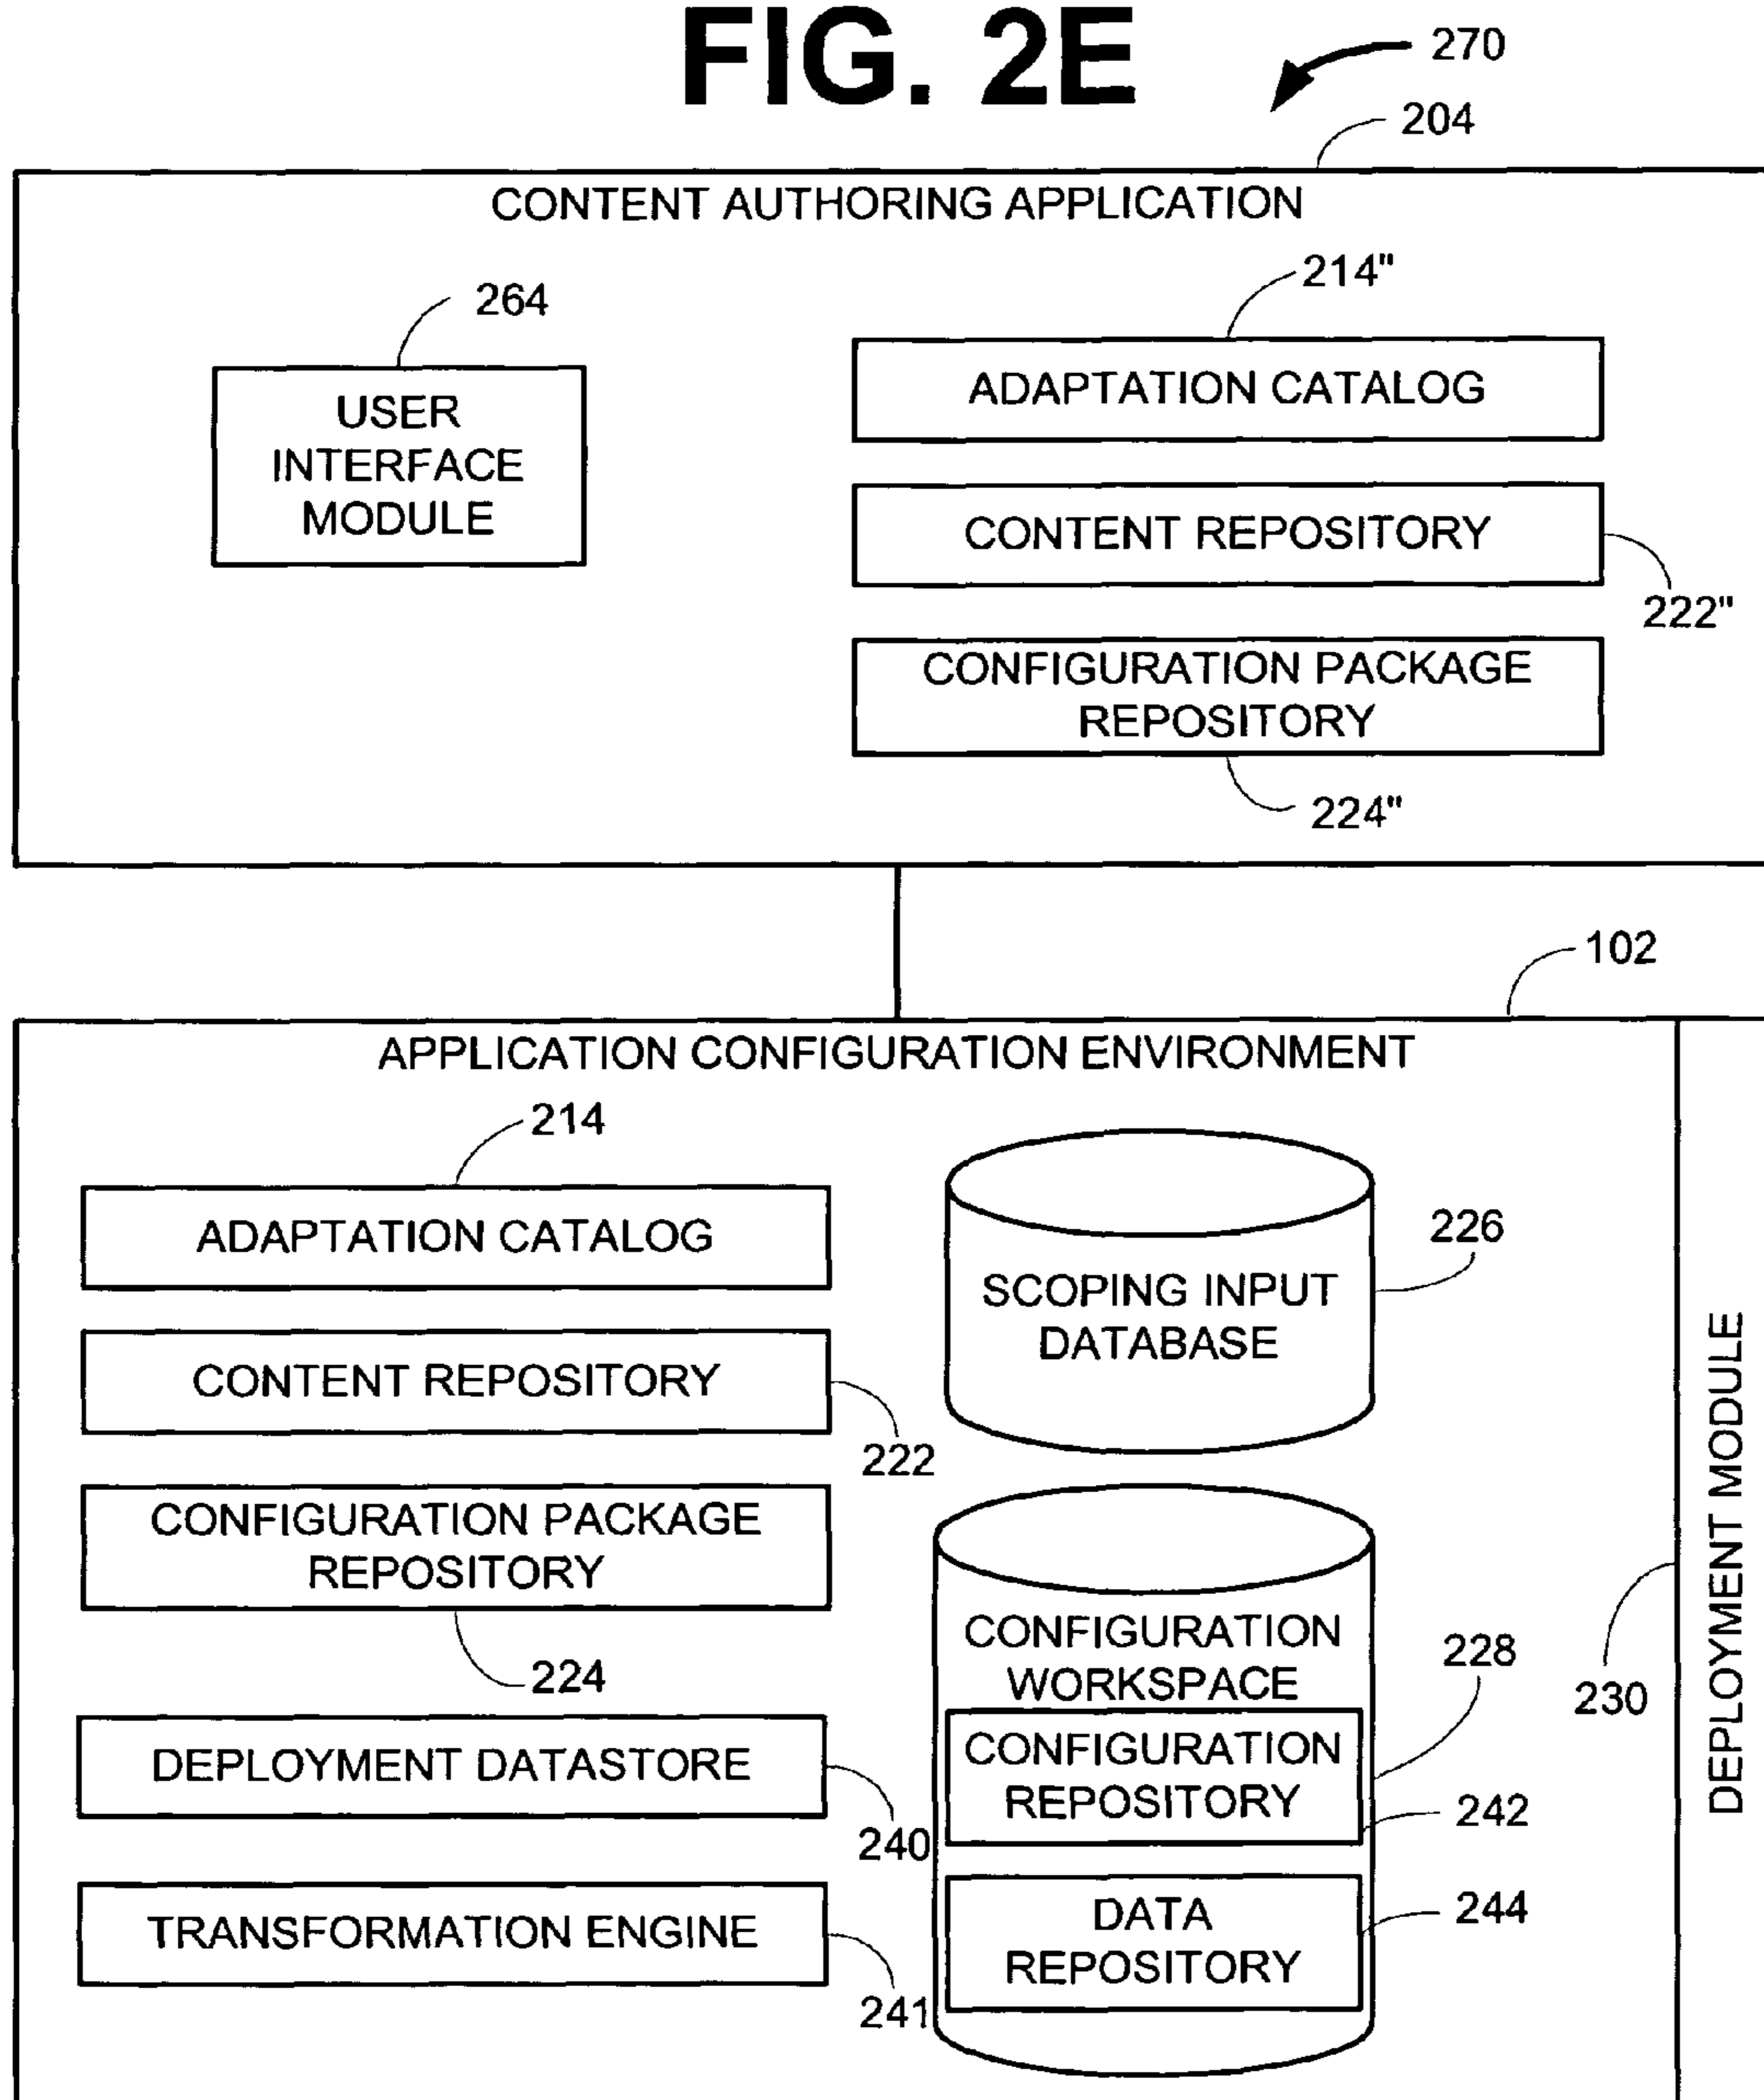 FIG. 2E
270
204
CONTENT AUTHORING APPLICATION
214"
264
ADAPTATION CATALOG
USER
INTERFACE
MODULE
CONTENT REPOSITORY
222"
CONFIGURATION PACKAGE
REPOSITORY
224"
102
APPLICATION CONFIGURATION ENVIRONMENT
214
ADAPTATION CATALOG
226
SCOPING INPUT
DATABASE
CONTENT REPOSITORY
222
CONFIGURATION PACKAGE
REPOSITORY
224
CONFIGURATION
WORKSPACE
228
230
DEPLOYMENT MODULE
DEPLOYMENT DATASTORE
240
CONFIGURATION
REPOSITORY
242
TRANSFORMATION ENGINE
241
DATA
REPOSITORY
244